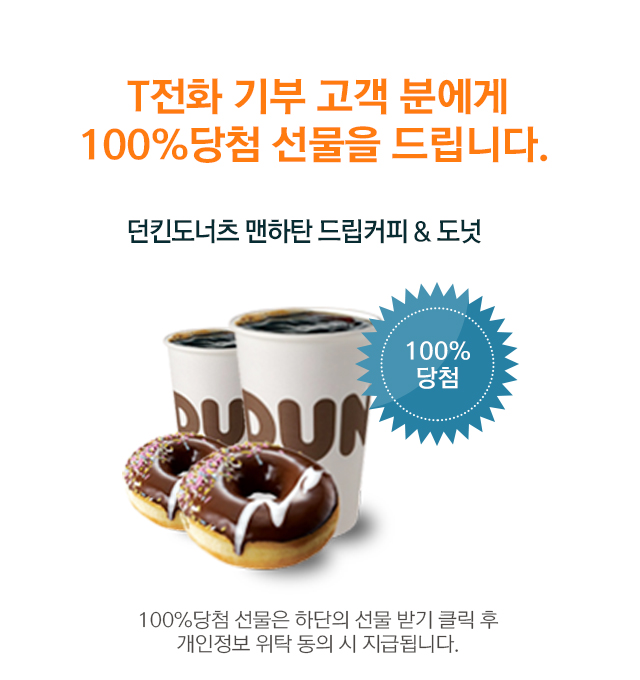 T전화 기부 고객 분에게
100%당첨 선물을 드립니다.
던킨도너츠 맨하탄 드립커피 & 도넛
100%
당첨
DU
DUN
100%당첨 선물은 하단의 선물 받기 클릭 후
개인정보 위탁 동의 시 지급됩니다.